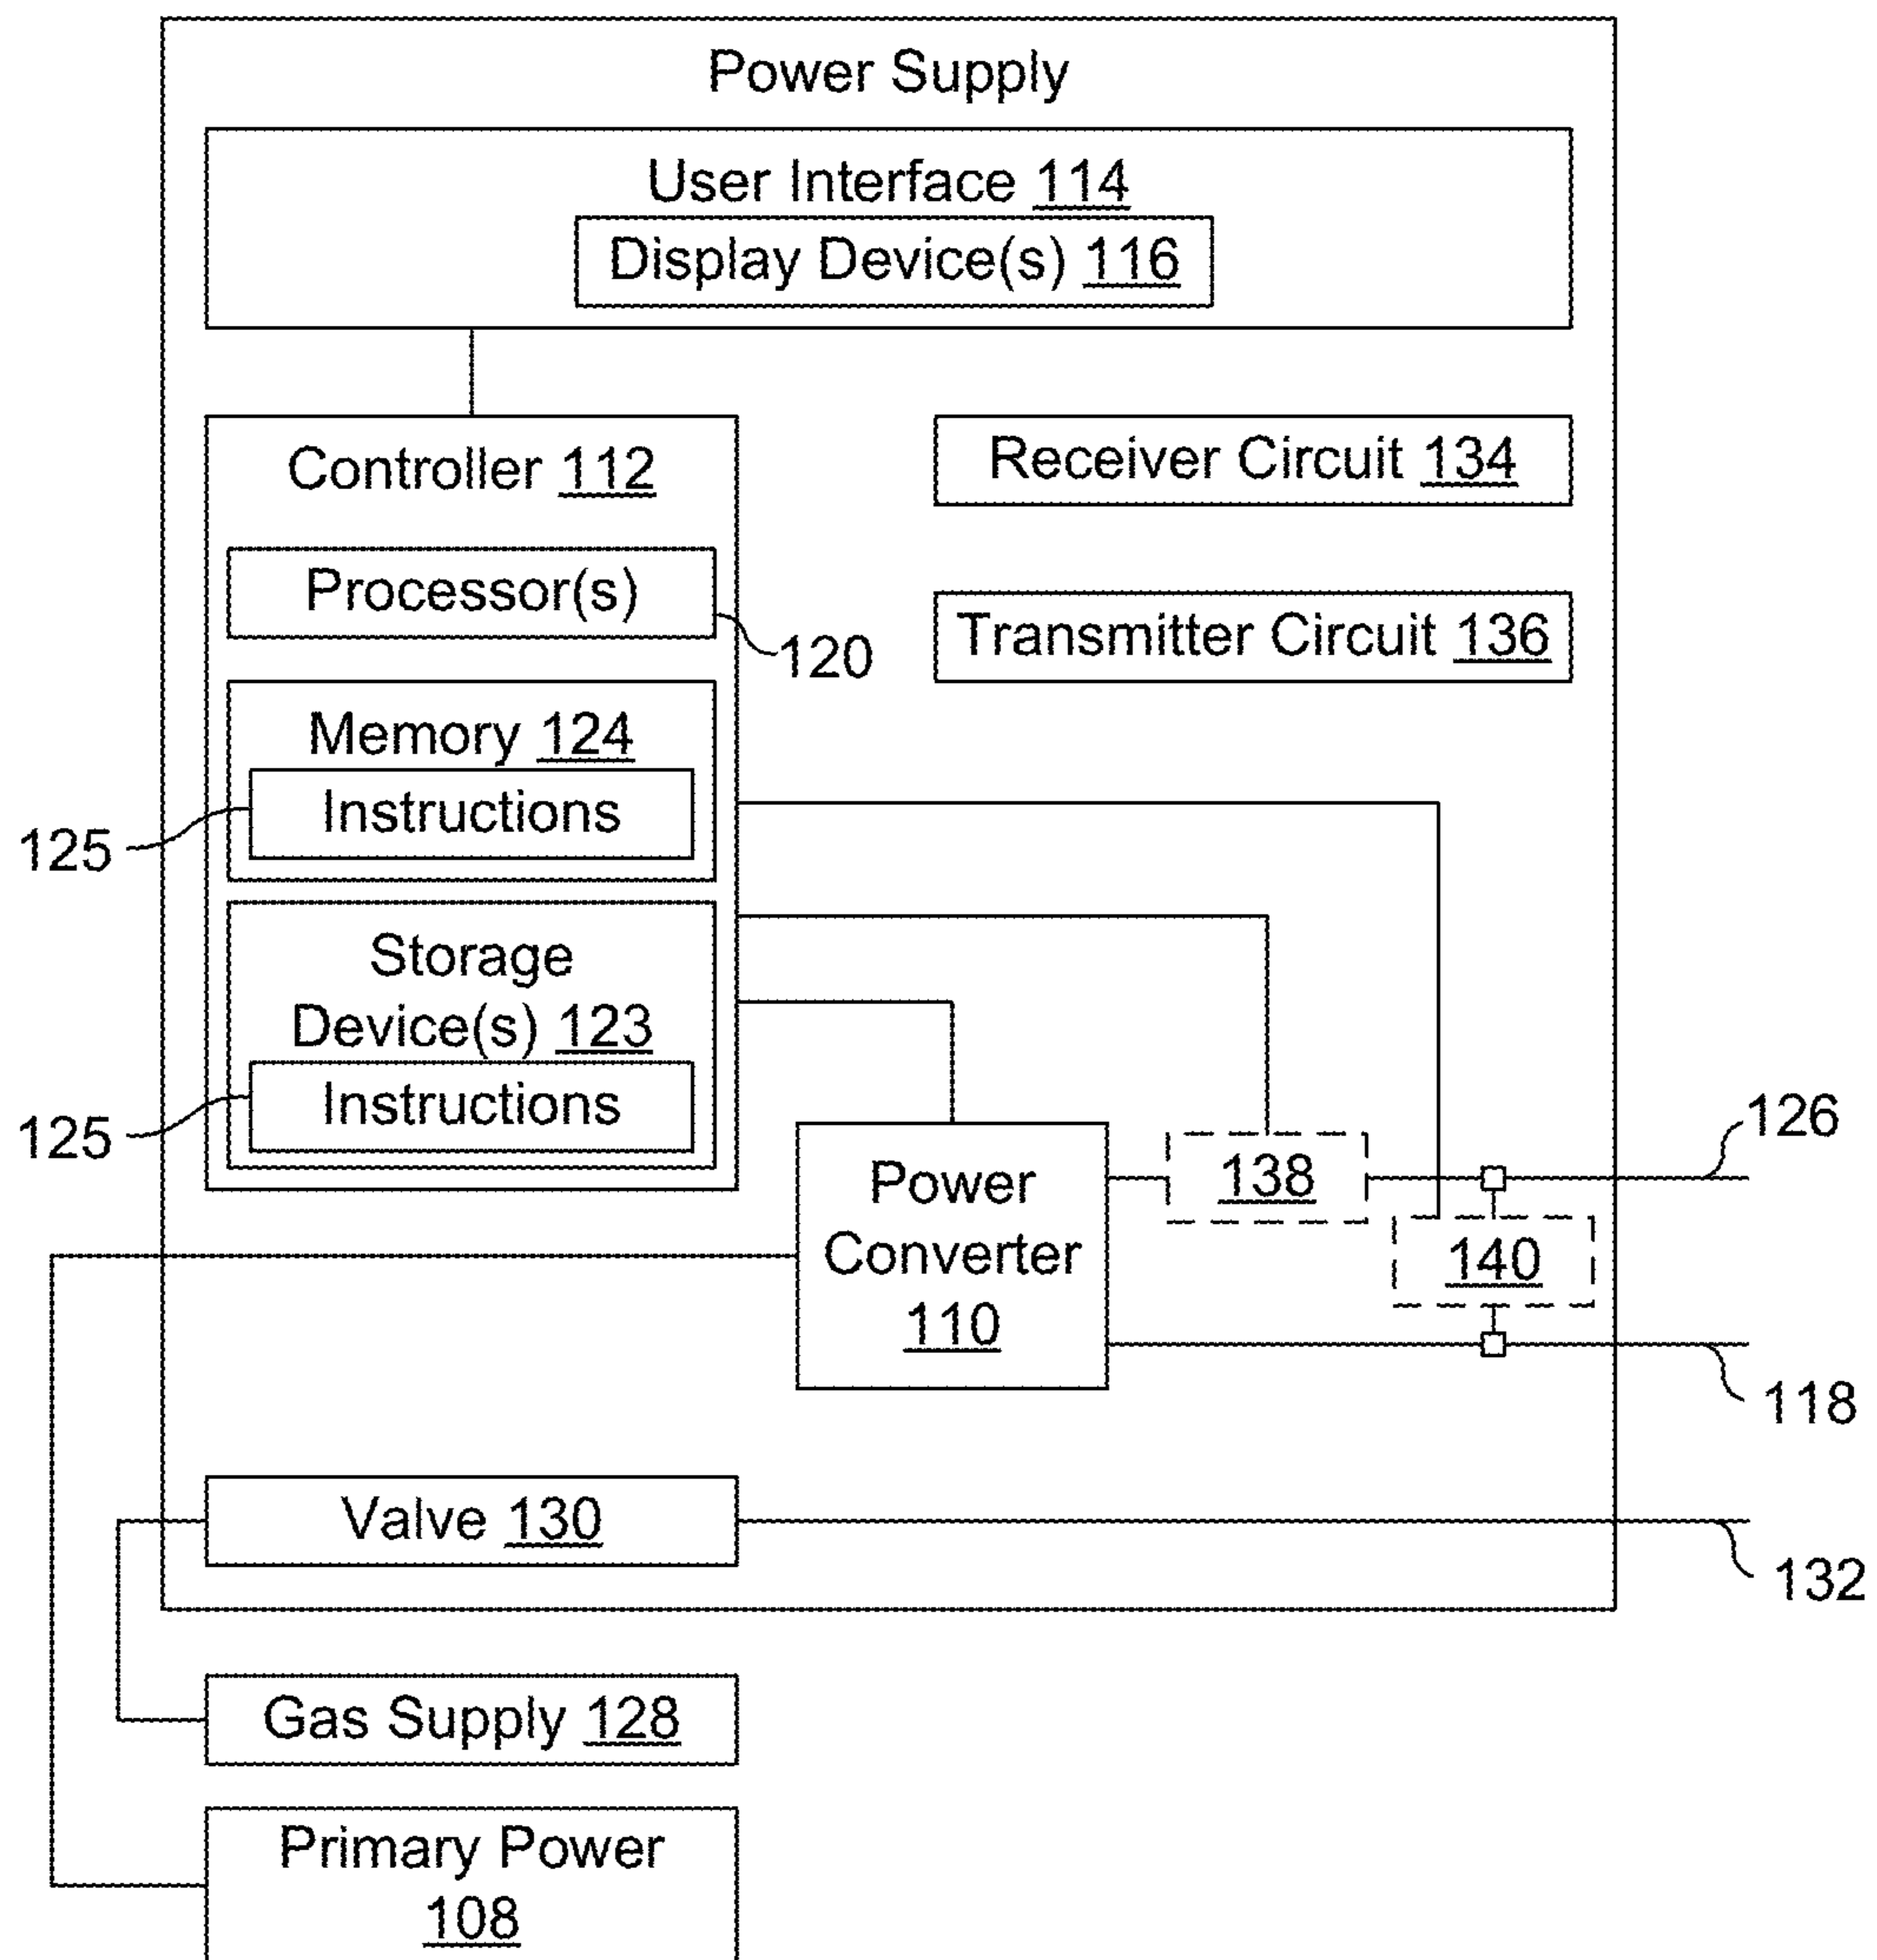 Power Supply
User Interface 114
Display Device(s) 116
Controller 112
Receiver Circuit 134
Processor(s)
120
Transmitter Circuit 136
Memory 124
Instructions
125
Storage
Device(s) 123
Instructions
125
Power
Converter
110
138
126
140
118
Valve 130
132
Gas Supply 128
Primary Power
108